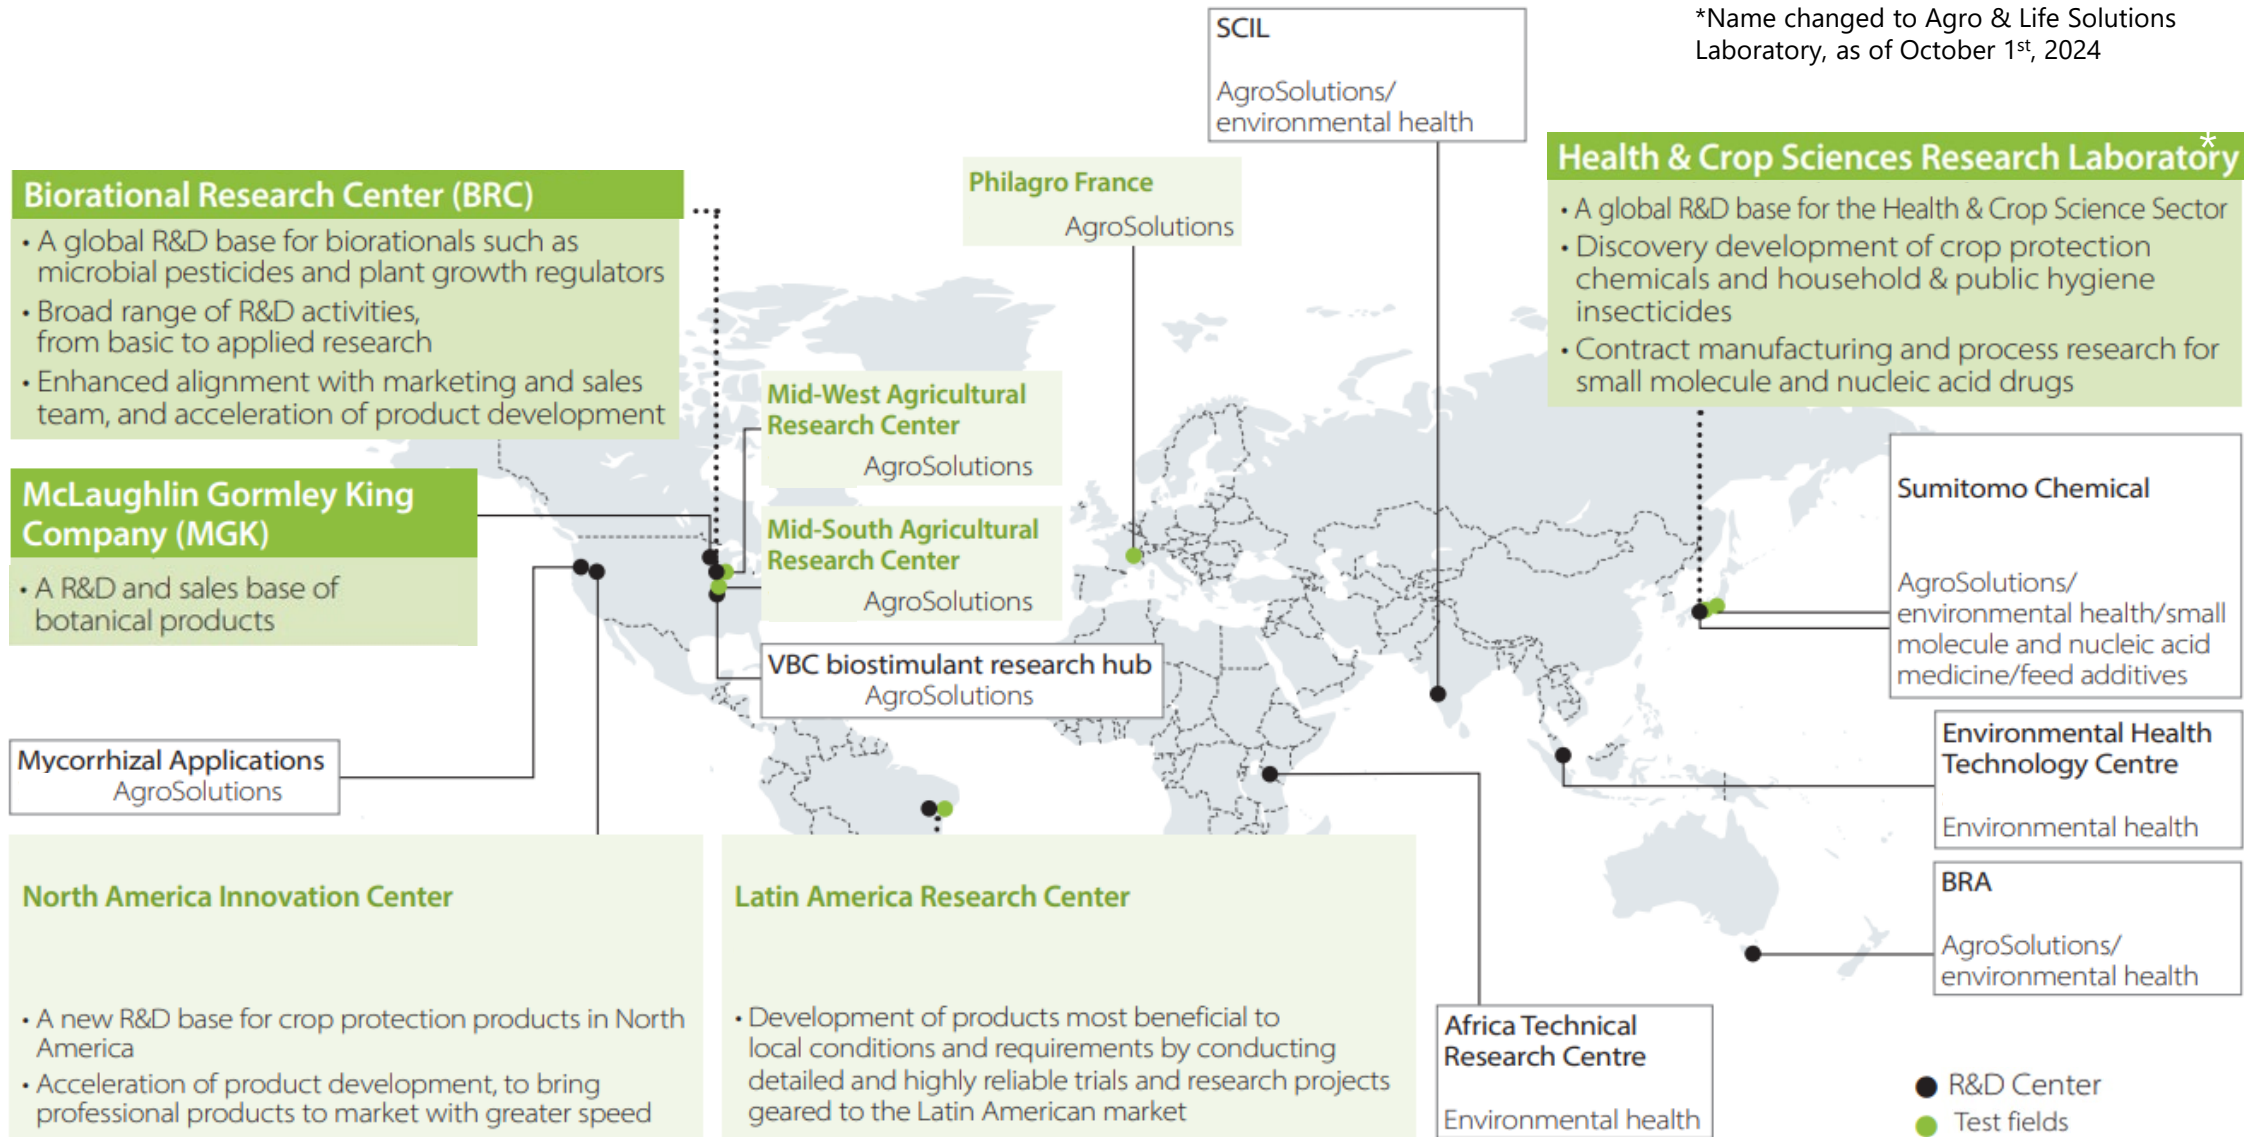 SCIL
AgroSolutions/
environmental health
*Name changed to Agro & Life Solutions
Laboratory, as of October 1st, 2024
Biorational Research Center (BRC)
• A global R&D base for biorationals such as
microbial pesticides and plant growth regulators
• Broad range of R&D activities,
from basic to applied research
• Enhanced alignment with marketing and sales
team, and acceleration of product development
Philagro France
AgroSolutions
Health & Crop Sciences Research Laboratory
*
• A global R&D base for the Health & Crop Science Sector
• Discovery development of crop protection
chemicals and household & public hygiene
insecticides
• Contract manufacturing and process research for
small molecule and nucleic acid drugs
Mid-West Agricultural
Research Center
AgroSolutions
McLaughlin Gormley King
Company (MGK)
• A R&D and sales base of
botanical products
Mid-South Agricultural
Research Center
AgroSolutions
Sumitomo Chemical
AgroSolutions/
environmental health/small
molecule and nucleic acid
medicine/feed additives
VBC biostimulant research hub
AgroSolutions
Mycorrhizal Applications
AgroSolutions
Environmental Health
Technology Centre
Environmental health
BRA
AgroSolutions/
environmental health
North America Innovation Center
• A new R&D base for crop protection products in North
America
• Acceleration of product development, to bring
professional products to market with greater speed
Latin America Research Center
• Development of products most beneficial to
local conditions and requirements by conducting
detailed and highly reliable trials and research projects
geared to the Latin American market
Africa Technical
Research Centre
Environmental health
R&D Center
Test fields